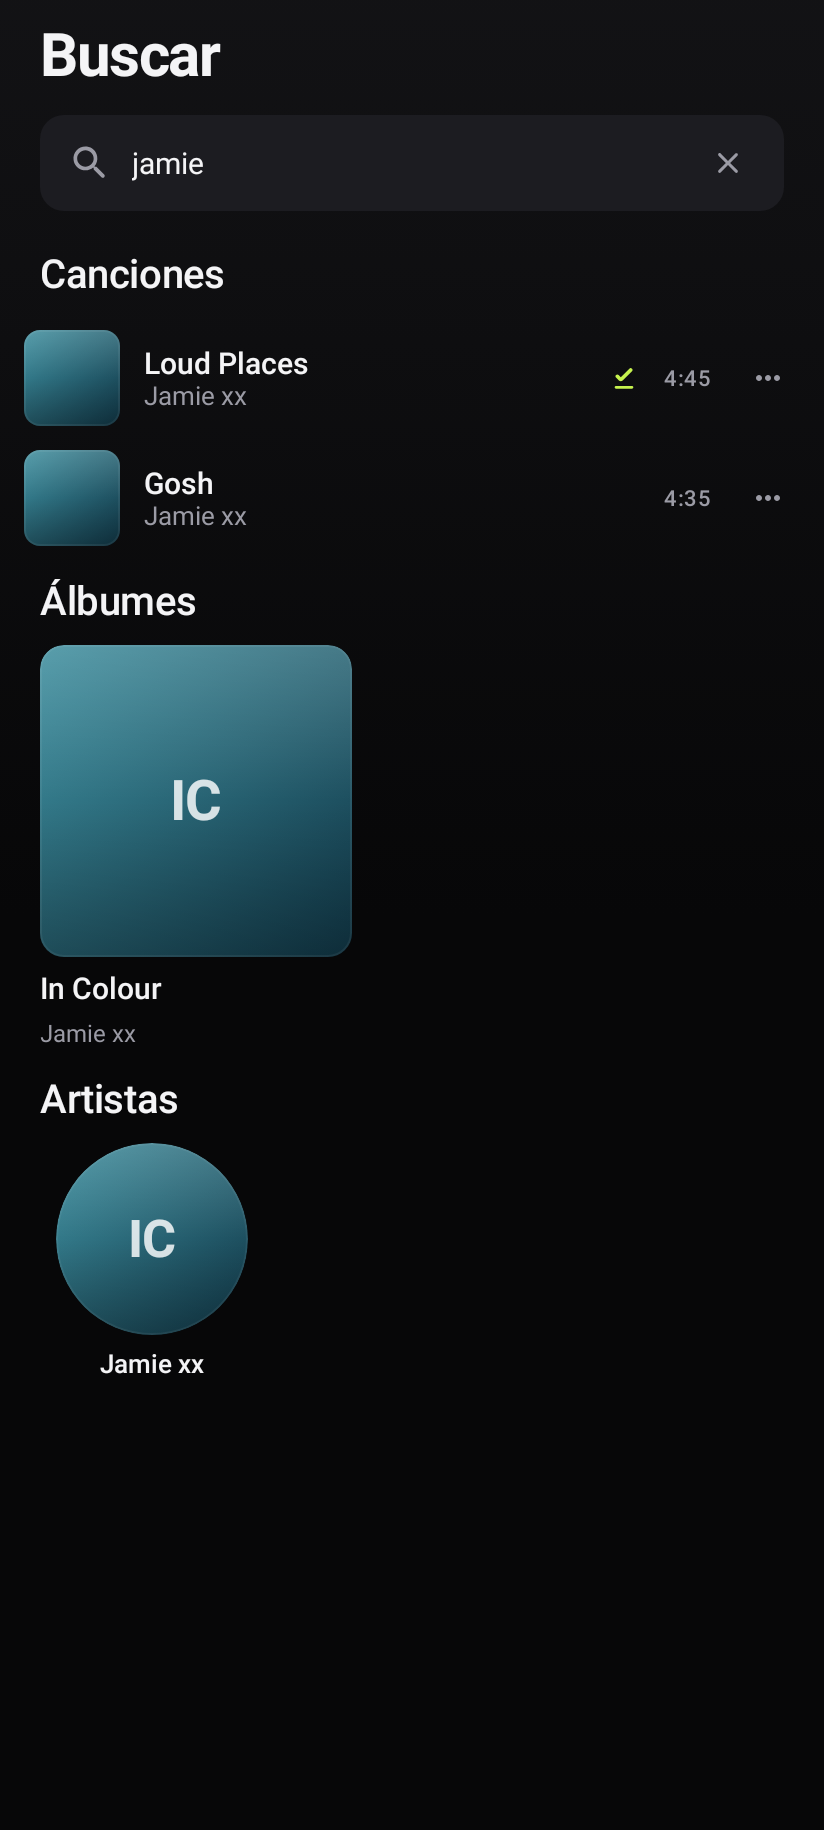 Buscar
jamie
Canciones
Loud Places
Jamie xx
4:45
Gosh
Jamie xx
4:35
Álbumes
IC
In Colour
Jamie xx
Artistas
IC
Jamie xx